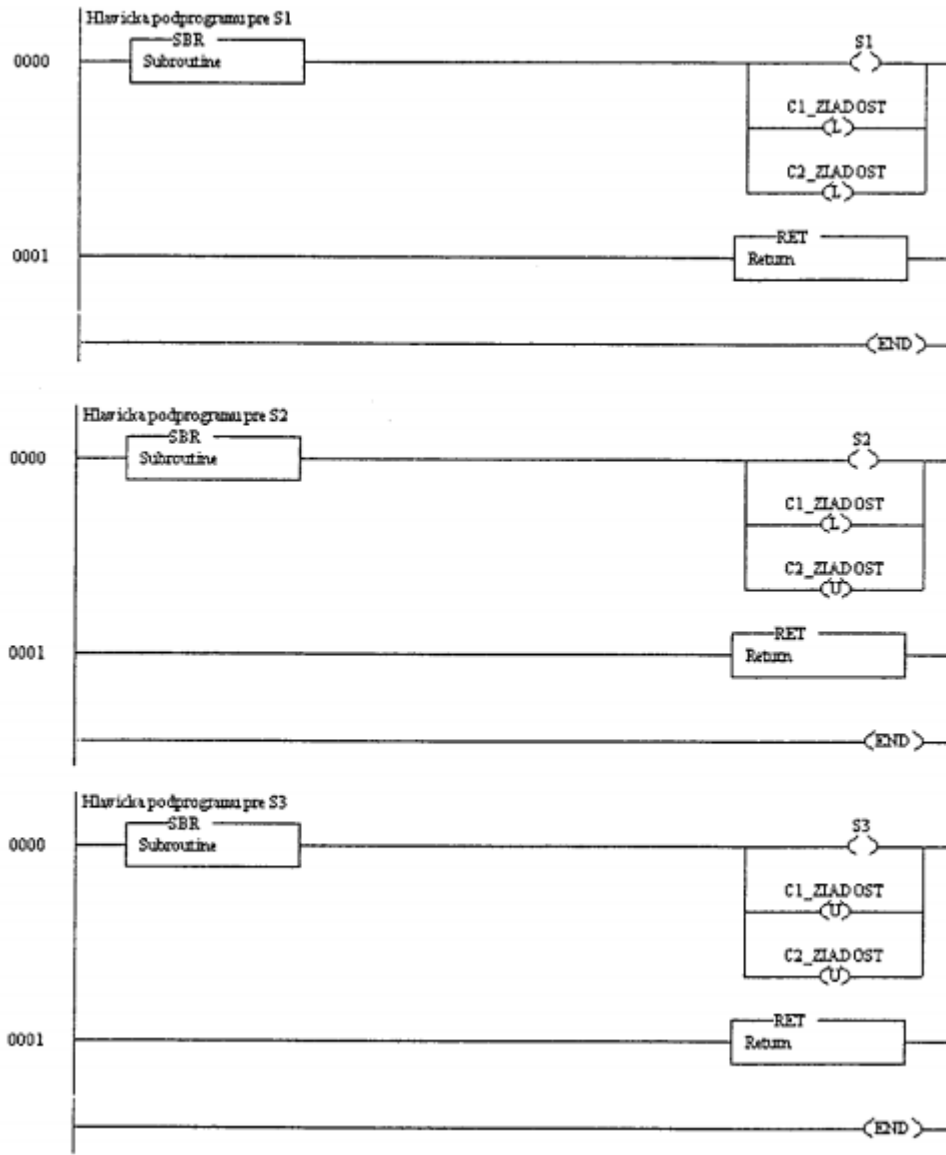 Hlavicka podprogramu pre S1
SBR
0000 Subroutine
S1
C1_ZIADOST
L
C2_ZIADOST
L
RET
0001 Return
END
Hlavicka podprogramu pre S2
SBR
0000 Subroutine
S2
C1_ZIADOST
L
C2_ZIADOST
U
RET
0001 Return
END
Hlavicka podprogramu pre S3
SBR
0000 Subroutine
S3
C1_ZIADOST
U
C2_ZIADOST
U
RET
0001 Return
END